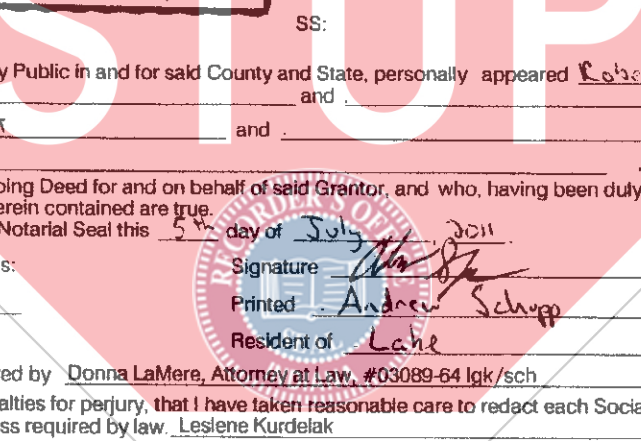 STOP
SS:
y Public in and for said County and State, personally appeared Robe
and
and
oing Deed for and on behalf of said Grantor, and who, having been duly
erein contained are true.
Notarial Seal this 5th day of July, 2011
s: Signature
Printed Andrew Schupp
Resident of Lake
RECORDER'S OFFICE
SEAL
ed by Donna LaMere, Attorney at Law, #03089-64 lgk/sch
alties for perjury, that I have taken reasonable care to redact each Socia
ss required by law. Leslene Kurdelak